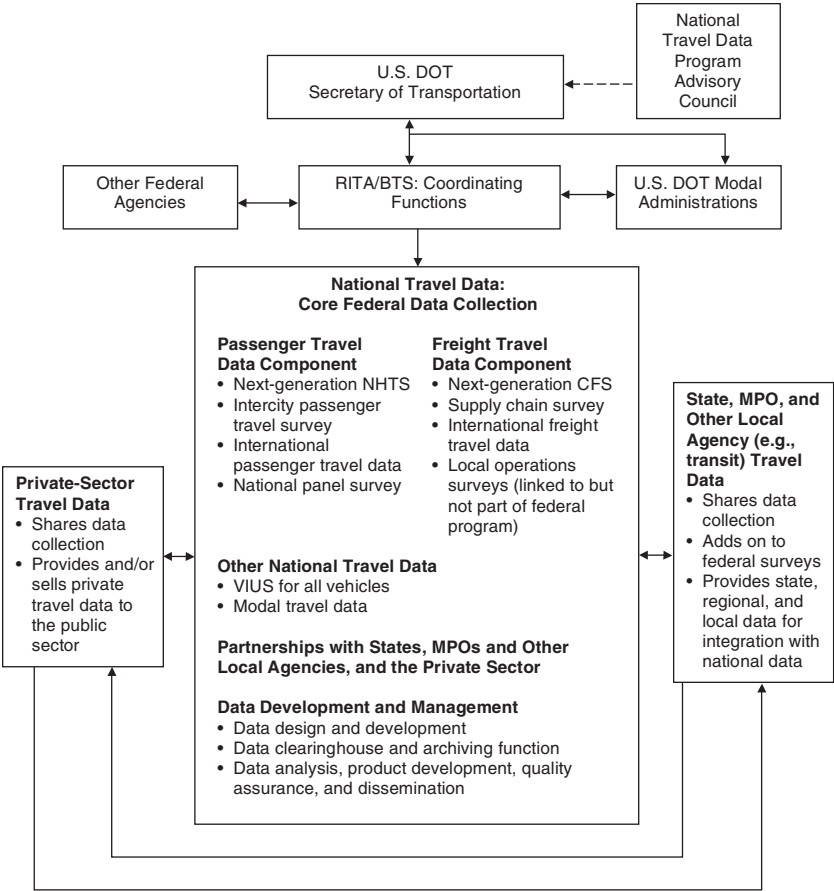 National
Travel Data
Program
Advisory
Council
U.S. DOT
Secretary of Transportation
Other Federal
Agencies
RITA/BTS: Coordinating
Functions
U.S. DOT Modal
Administrations
National Travel Data:
Core Federal Data Collection
Passenger Travel
Data Component
• Next-generation NHTS
• Intercity passenger
travel survey
• International
passenger travel data
• National panel survey
Freight Travel
Data Component
• Next-generation CFS
• Supply chain survey
• International freight
travel data
• Local operations
surveys (linked to but
not part of federal
program)
Other National Travel Data
• VIUS for all vehicles
• Modal travel data
Partnerships with States, MPOs and Other
Local Agencies, and the Private Sector
Data Development and Management
• Data design and development
• Data clearinghouse and archiving function
• Data analysis, product development, quality
assurance, and dissemination
Private-Sector
Travel Data
• Shares data
collection
• Provides and/or
sells private
travel data to
the public
sector
State, MPO, and
Other Local
Agency (e.g.,
transit) Travel
Data
• Shares data
collection
• Adds on to
federal surveys
• Provides state,
regional, and
local data for
integration with
national data